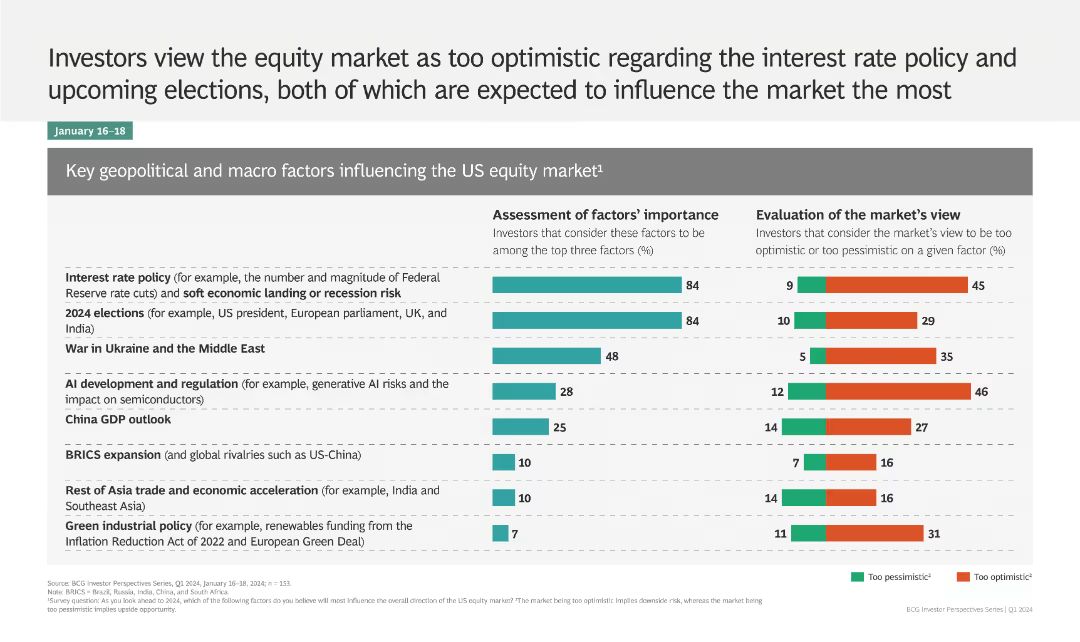 Investors view the equity market as too optimistic regarding the interest rate policy and
upcoming elections, both of which are expected to influence the market the most
January 16–18
Key geopolitical and macro factors influencing the US equity market¹
Assessment of factors' importance
Investors that consider these factors to be
among the top three factors (%)
Evaluation of the market's view
Investors that consider the market's view to be too
optimistic or too pessimistic on a given factor (%)
Interest rate policy (for example, the number and magnitude of Federal
Reserve rate cuts) and soft economic landing or recession risk
84
9
45
2024 elections (for example, US president, European parliament, UK, and
India)
84
10
29
War in Ukraine and the Middle East
48
5
35
AI development and regulation (for example, generative AI risks and the
impact on semiconductors)
28
12
46
China GDP outlook
25
14
27
BRICS expansion (and global rivalries such as US-China)
10
7
16
Rest of Asia trade and economic acceleration (for example, India and
Southeast Asia)
10
14
16
Green industrial policy (for example, renewables funding from the
Inflation Reduction Act of 2022 and European Green Deal)
7
11
31
Too pessimistic²
Too optimistic²
Source: BCG Investor Perspectives Series, Q1 2024, January 16–18, 2024; n = 153.
Note: BRICS = Brazil, Russia, India, China, and South Africa.
¹Survey question: As you look ahead to 2024, which of the following factors do you believe will most influence the overall direction of the US equity market? ²The market being too optimistic implies downside risk, whereas the market being
too pessimistic implies upside opportunity.
BCG Investor Perspectives Series | Q1 2024